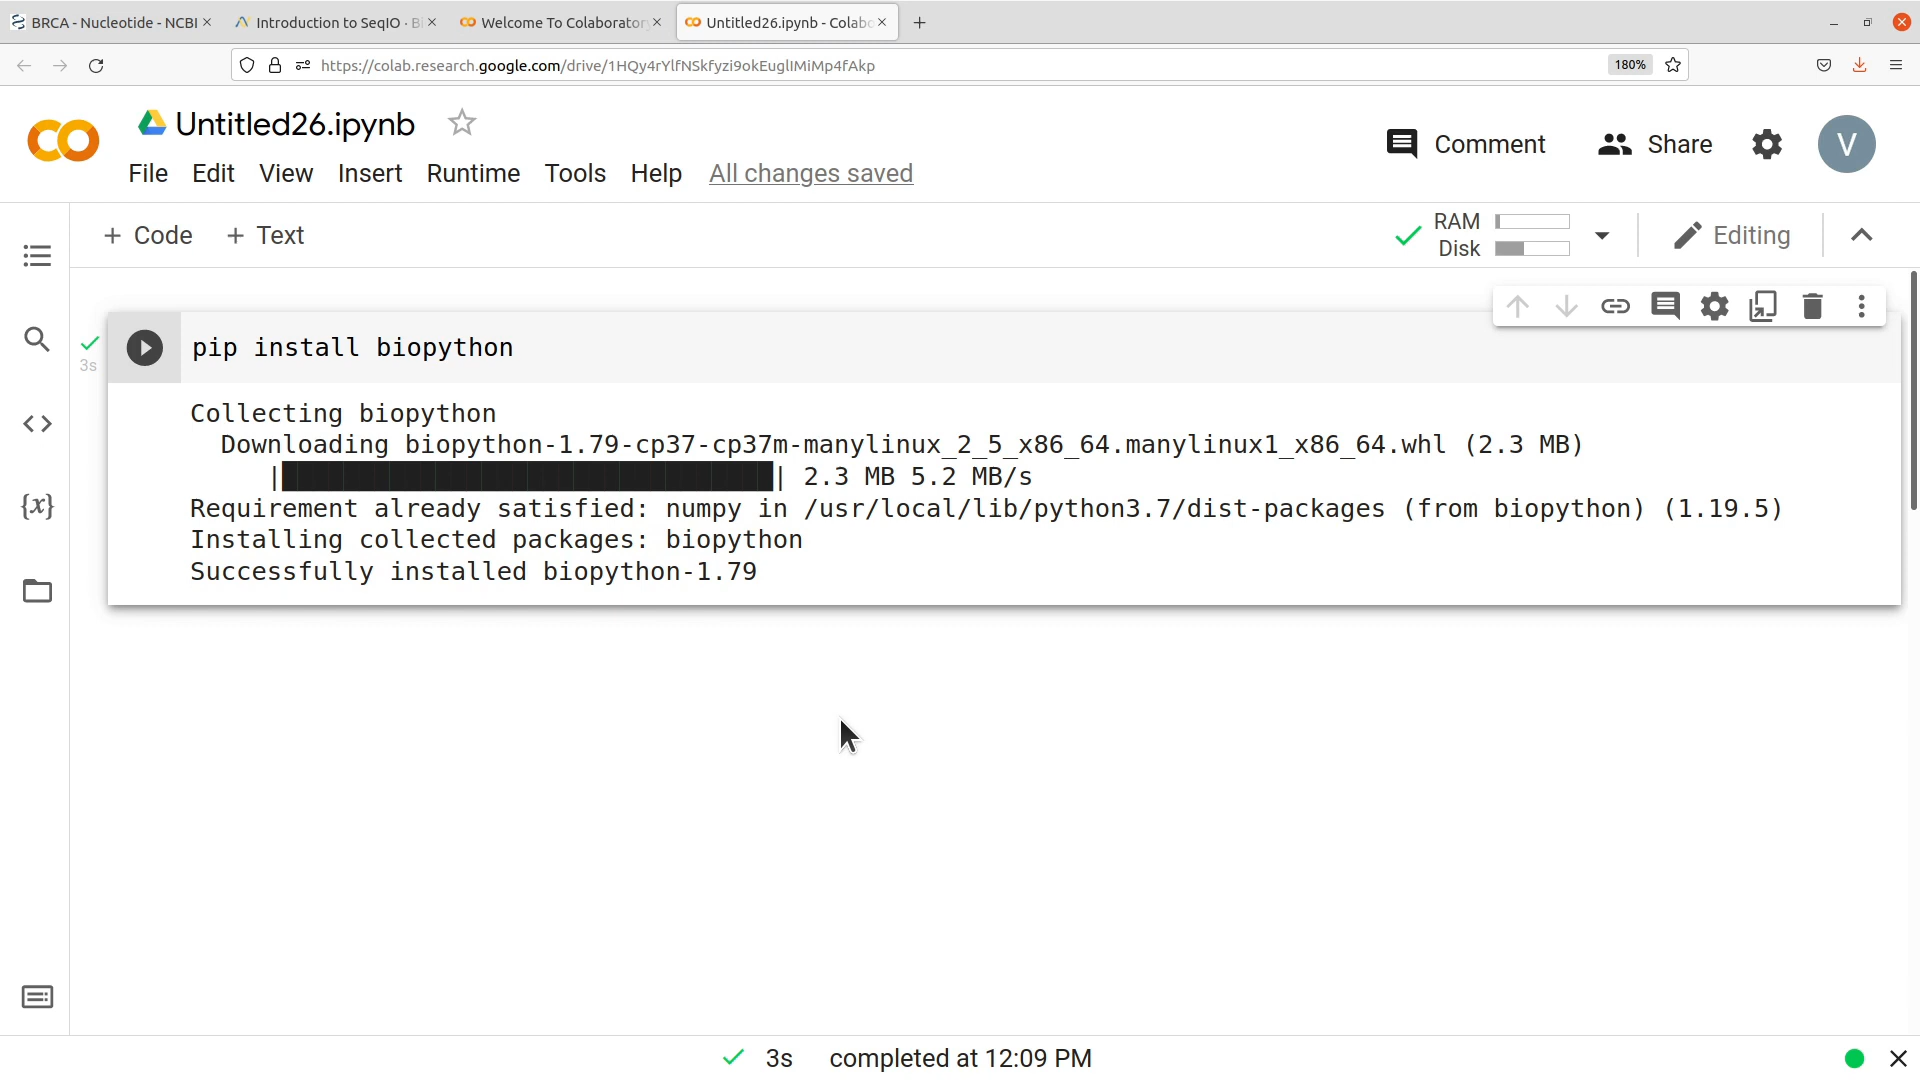 BRCA - Nucleotide - NCBI
Introduction to SeqIO · B
Welcome To Colaboratory
Untitled26.ipynb - Colabo
https://colab.research.google.com/drive/1HQy4rYlfNSkfyzi9okEuglIMiMp4fAkp
180%
Untitled26.ipynb
Comment
Share
V
File Edit View Insert Runtime Tools Help All changes saved
+ Code + Text
RAM
Disk
Editing
3s
pip install biopython
Collecting biopython
Downloading biopython-1.79-cp37-cp37m-manylinux_2_5_x86_64.manylinux1_x86_64.whl (2.3 MB)
|████████████████████████████████| 2.3 MB 5.2 MB/s
Requirement already satisfied: numpy in /usr/local/lib/python3.7/dist-packages (from biopython) (1.19.5)
Installing collected packages: biopython
Successfully installed biopython-1.79
{x}
3s completed at 12:09 PM